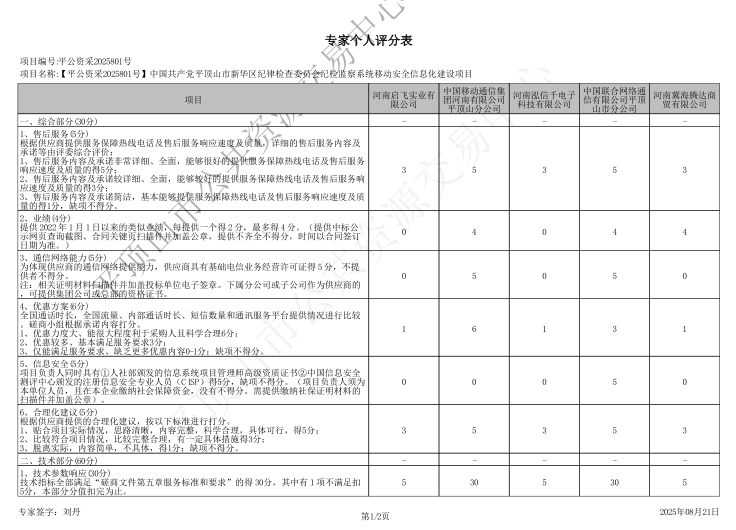 专家个人评分表
项目编号:平公资采2025801号
项目名称:【平公资采2025801号】中国共产党平顶山市新华区纪律检查委员会纪检监察系统移动安全信息化建设项目
项目 河南启飞实业有限公司 中国移动通信集团河南有限公司平顶山分公司 河南泓信千电子科技有限公司 中国联合网络通信有限公司平顶山市分公司 河南冀海腾达商贸有限公司
一、综合部分(30分) - - - - -
1、售后服务(5分)
根据供应商提供服务保障热线电话及售后服务响应速度及质量，详细的售后服务内容及
承诺等由评委综合评价:
1、售后服务内容及承诺非常详细、全面，能够很好的提供服务保障热线电话及售后服务
响应速度及质量的得5分；
2、售后服务内容及承诺较详细、全面，能够较好的提供服务保障热线电话及售后服务响
应速度及质量的得3分；
3、售后服务内容及承诺简洁，基本能够提供服务保障热线电话及售后服务响应速度及质
量的得1分，缺项不得分。
3 5 3 5 3
2、业绩(4分)
提供 2022 年 1 月 1 日以来的类似业绩，每提供一个得 2 分，最多得 4 分。（提供中标公
示网页查询截图、合同关键页扫描件并加盖公章，提供不齐全不得分，时间以合同签订
日期为准。）
0 4 0 4 4
3、通信网络能力(5分)
为体现供应商的通信网络提供能力，供应商具有基础电信业务经营许可证得 5 分，不提
供者不得分。
注：相关证明材料扫描件并加盖投标单位电子签章。下属分公司或子公司作为供应商的
，可提供集团公司或总部的资格证书。
0 5 0 5 0
4、优惠方案(6分)
全国通话时长，全国流量、内部通话时长、短信数量和通讯服务平台提供情况进行比较
。磋商小组根据承诺内容打分。
1、优惠力度大、能很大程度利于采购人且科学合理6分；
2、优惠较多、基本满足服务要求3分；
3、仅能满足服务要求、缺乏更多优惠内容0-1分；缺项不得分。
1 6 1 3 1
5、信息安全(5分)
项目负责人同时具有①人社部颁发的信息系统项目管理师高级资质证书②中国信息安全
测评中心颁发的注册信息安全专业人员（CISP）得5分，缺项不得分。（项目负责人须为
本单位人员，且在本企业缴纳社会保障资金，没有不得分。需提供缴纳社保证明材料的
扫描件并加盖公章）。
0 0 0 5 0
6、合理化建议(5分)
根据供应商提供的合理化建议，按以下标准进行打分。
1、贴合项目实际情况，思路清晰，内容完整，科学合理，具体可行，得5分；
2、比较符合项目情况，比较完整合理，有一定具体措施得3分；
3、脱离实际，内容简单，不具体，得1分；缺项不得分。
3 5 3 5 3
二、技术部分(60分) - - - - -
1、技术参数响应(30分)
技术指标全部满足“磋商文件第五章服务标准和要求”的得 30分，其中有 1 项不满足扣
5分，本部分分值扣完为止。
5 30 5 30 5
专家签字：刘丹
第1/2页
2025年08月21日
平顶山市公共资源交易中心
平顶山市公共资源交易中心